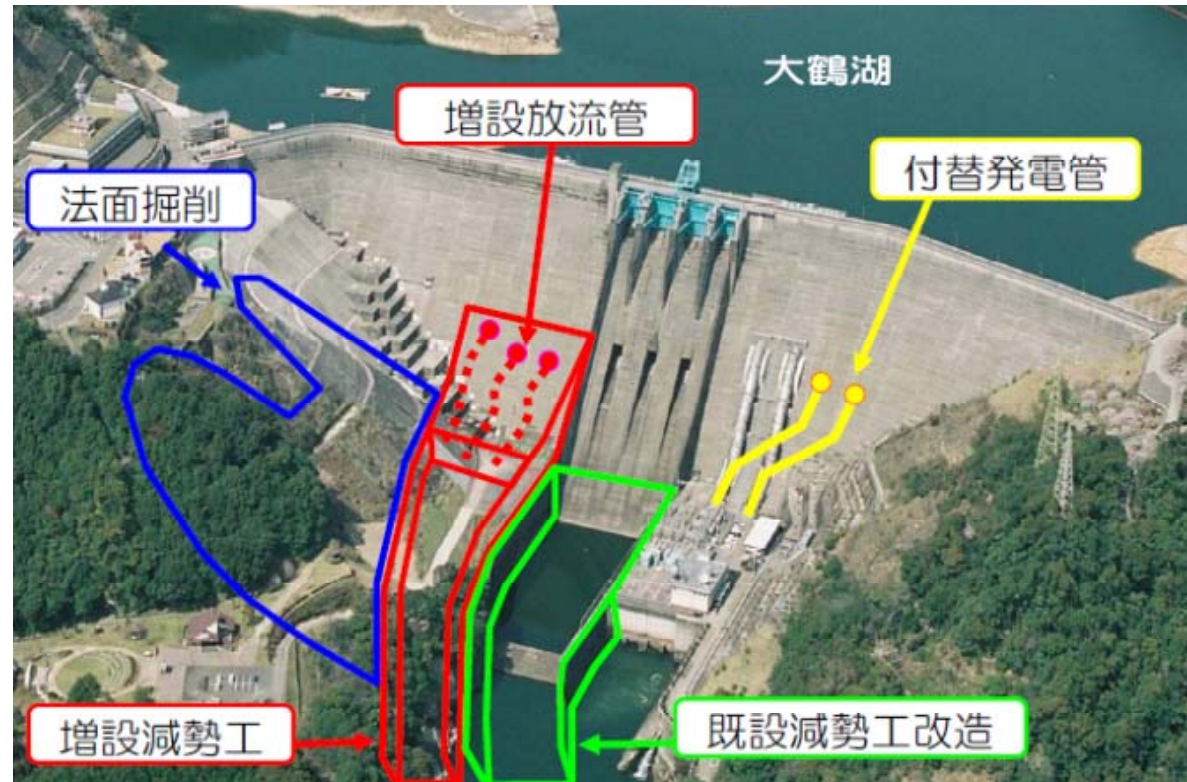 大鶴湖
増設放流管
付替発電管
法面掘削
増設減勢工
既設減勢工改造